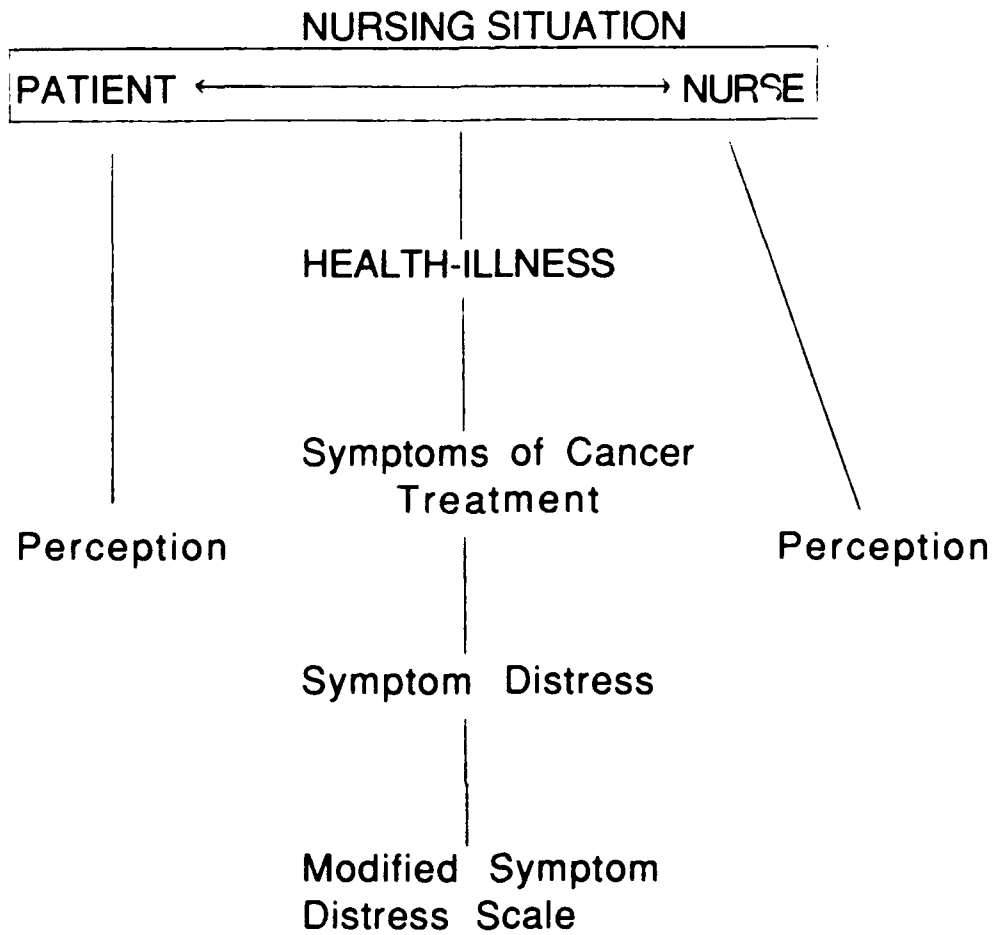 NURSING SITUATION
PATIENT NURSE
HEALTH-ILLNESS
Symptoms of Cancer
Treatment
Perception Perception
Symptom Distress
Modified Symptom
Distress Scale